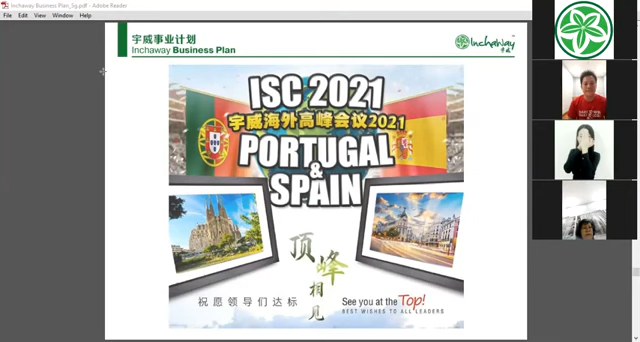 Inchaway Business Plan_Sg.pdf - Adobe Reader
File Edit View Window Help
宇威事业计划
Inchaway Business Plan
Inchaway
宇威
ISC 2021
宇威海外高峰会议2021
PORTUGAL
&
SPAIN
顶峰相见
祝愿领导们达标
See you at the Top!
BEST WISHES TO ALL LEADERS